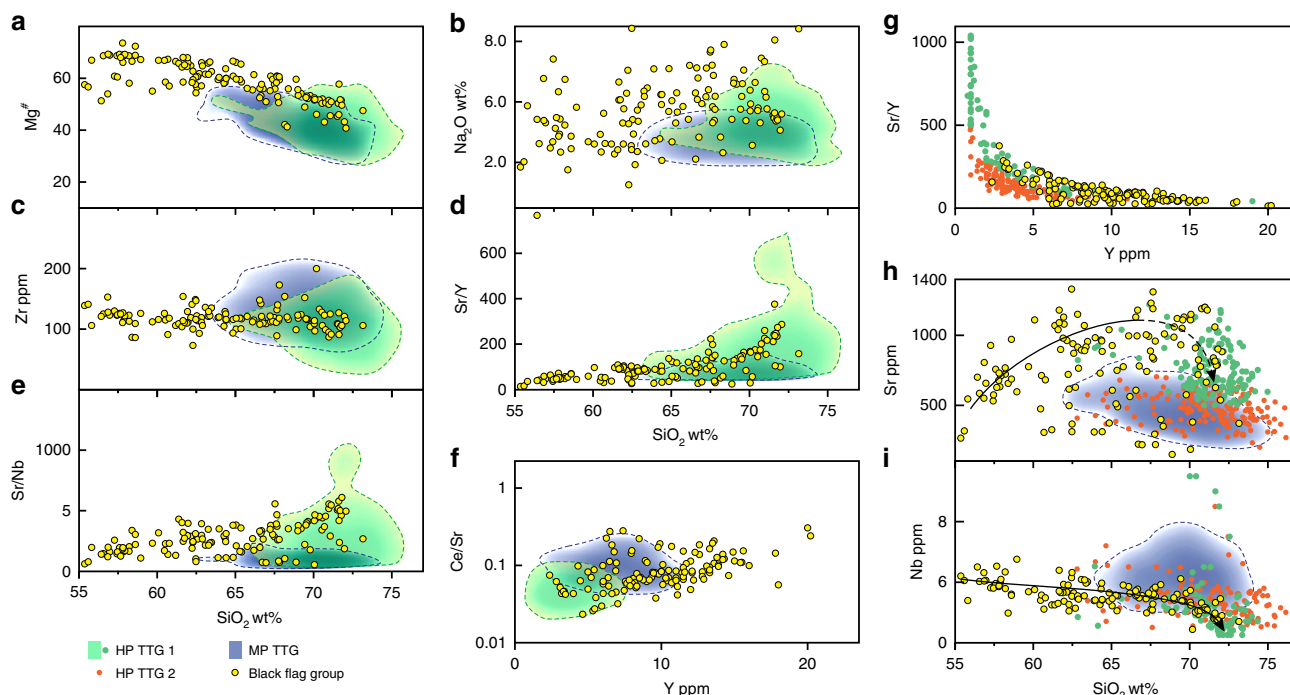 a
Mg#
60
40
20
b
Na2O wt%
8.0
6.0
4.0
2.0
c
Zr ppm
200
100
d
Sr/Y
600
400
200
0
55
60
65
70
75
SiO2 wt%
e
Sr/Nb
1000
5
0
55
60
65
70
75
SiO2 wt%
f
Ce/Sr
1
0.1
0.01
0
10
20
Y ppm
g
Sr/Y
1000
500
0
0
5
10
15
20
Y ppm
h
Sr ppm
1400
1000
500
i
Nb ppm
8
6
0
55
60
65
70
75
SiO2 wt%
HP TTG 1
MP TTG
HP TTG 2
Black flag group